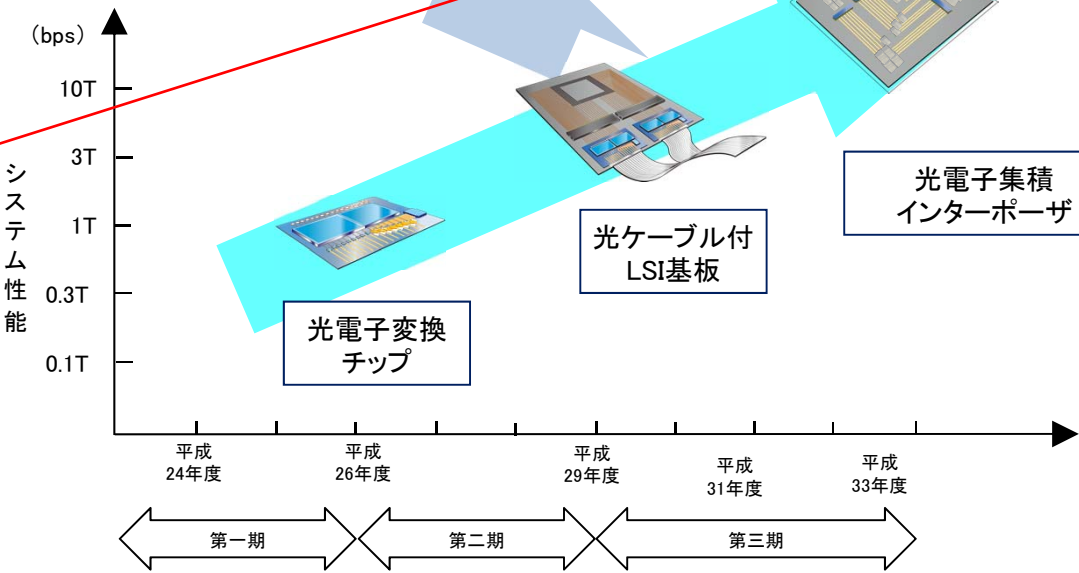 (bps)
10T
3T
1T
0.3T
0.1T
システム性能
光電子変換
チップ
光ケーブル付
LSI基板
光電子集積
インターポーザ
平成
24年度
平成
26年度
平成
29年度
平成
31年度
平成
33年度
第一期
第二期
第三期